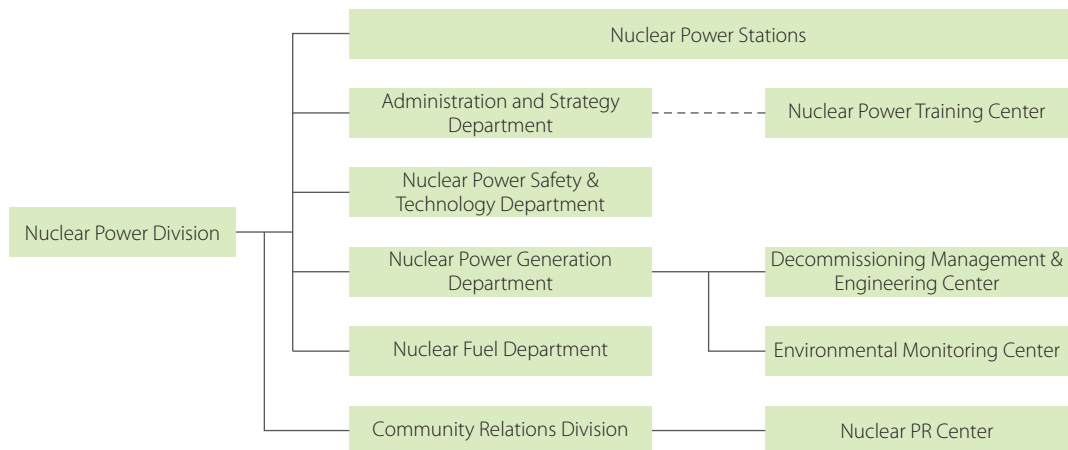 Nuclear Power Stations
Administration and Strategy
Department
Nuclear Power Training Center
Nuclear Power Safety &
Technology Department
Nuclear Power Division
Nuclear Power Generation
Department
Decommissioning Management &
Engineering Center
Nuclear Fuel Department
Environmental Monitoring Center
Community Relations Division
Nuclear PR Center